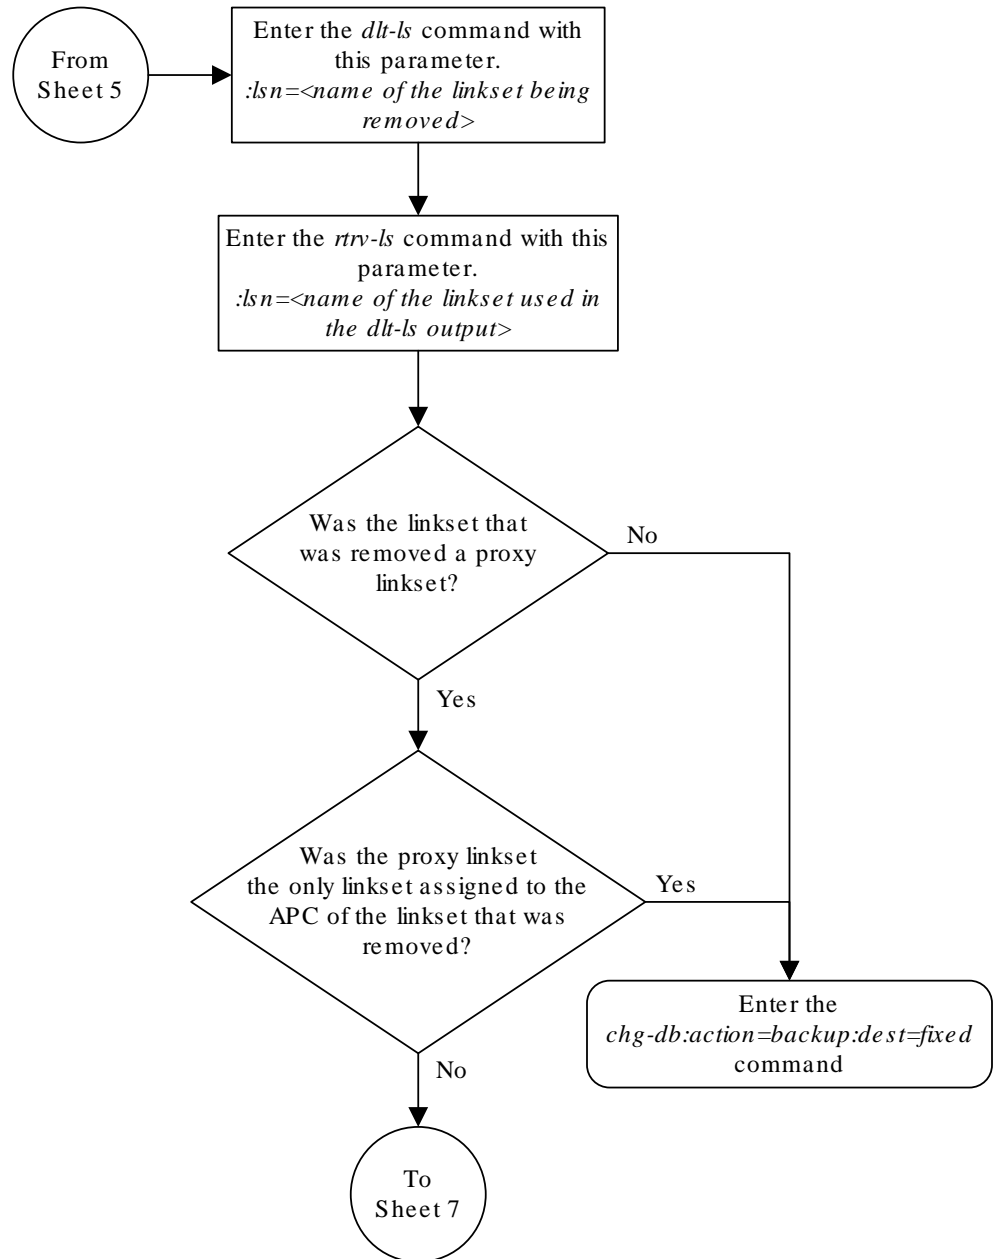 From
Sheet 5
Enter the dlt-ls command with
this parameter.
:lsn=<name of the linkset being
removed>
Enter the rtrv-ls command with this
parameter.
:lsn=<name of the linkset used in
the dlt-ls output>
Was the linkset that
was removed a proxy
linkset?
No
Yes
Was the proxy linkset
the only linkset assigned to the
APC of the linkset that was
removed?
Yes
Enter the
chg-db:action=backup:dest=fixed
command
No
To
Sheet 7